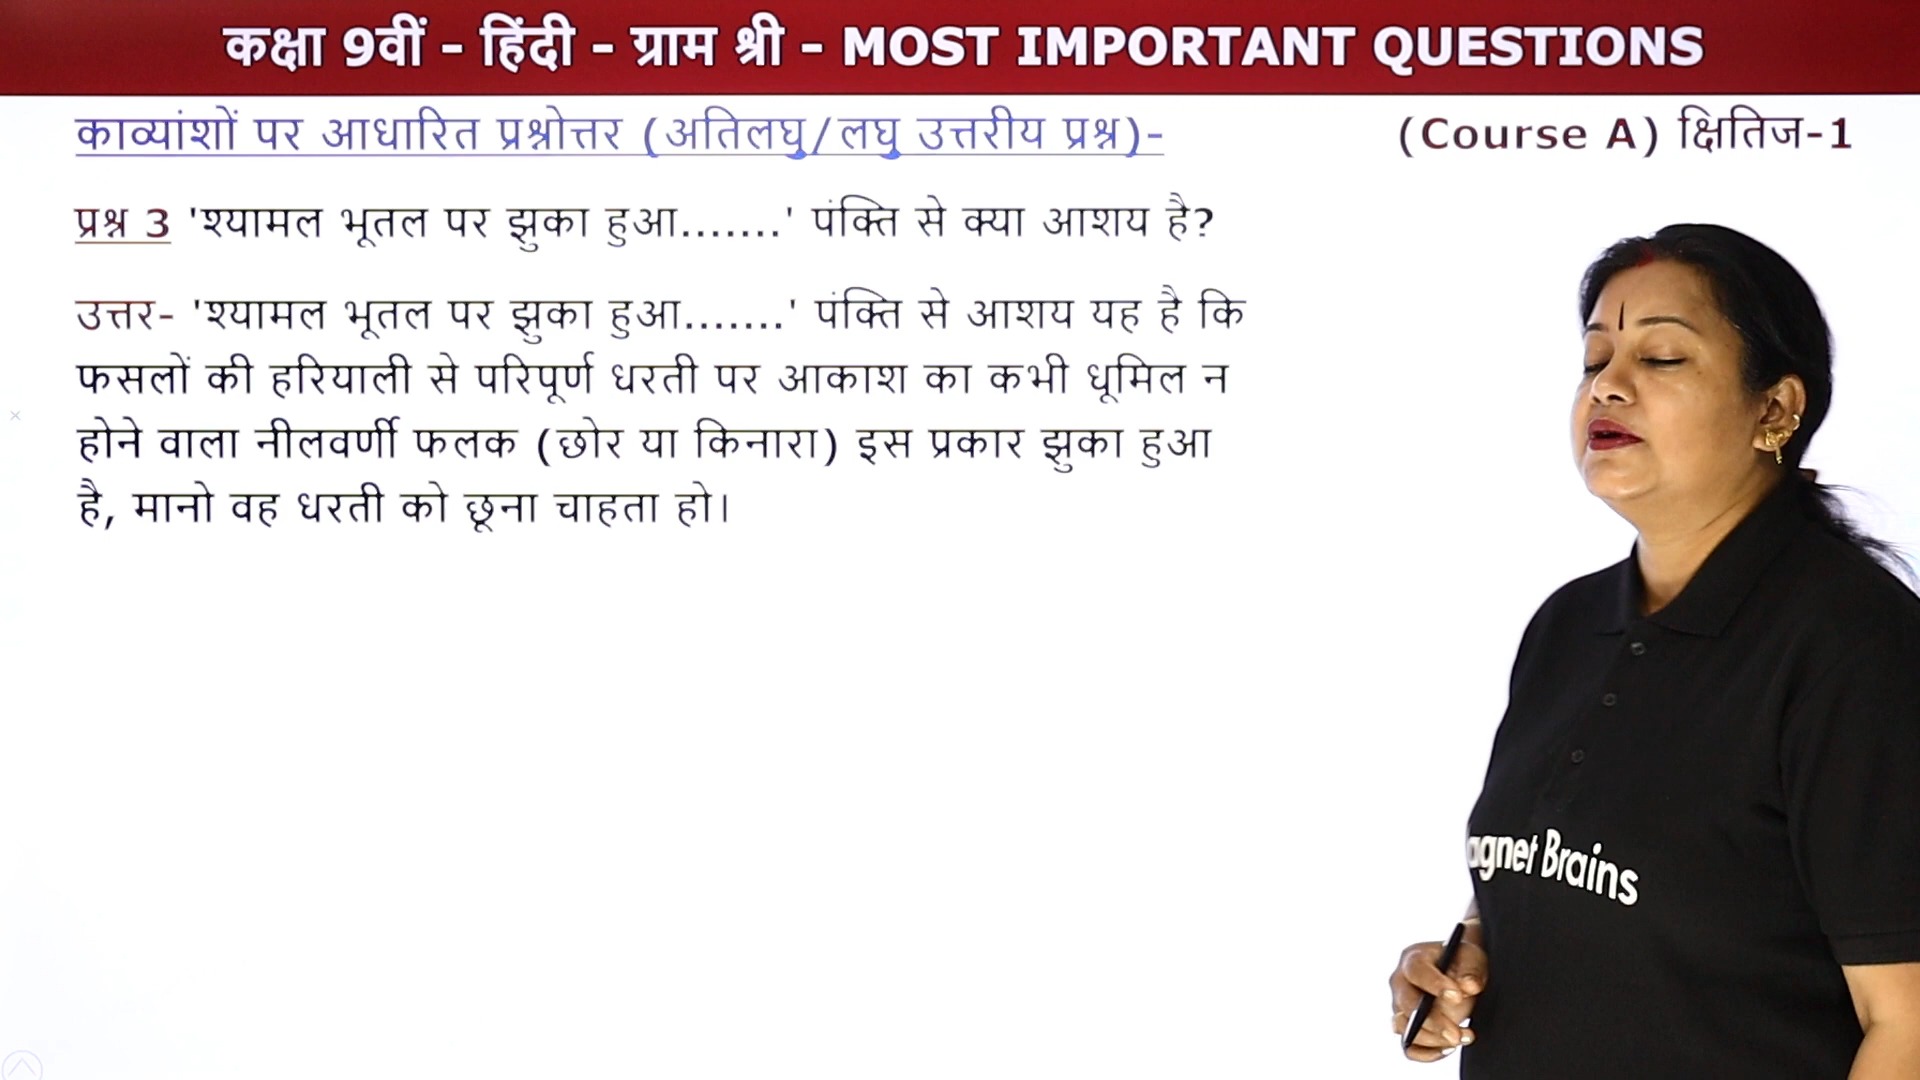 कक्षा 9वीं - हिंदी - ग्राम श्री - MOST IMPORTANT QUESTIONS
काव्यांशों पर आधारित प्रश्नोत्तर (अतिलघु/लघु उत्तरीय प्रश्न)-
(Course A) क्षितिज-1
प्रश्न 3 'श्यामल भूतल पर झुका हुआ.......' पंक्ति से क्या आशय है?
उत्तर- 'श्यामल भूतल पर झुका हुआ.......' पंक्ति से आशय यह है कि
फसलों की हरियाली से परिपूर्ण धरती पर आकाश का कभी धूमिल न
होने वाला नीलवर्णी फलक (छोर या किनारा) इस प्रकार झुका हुआ
है, मानो वह धरती को छूना चाहता हो।
agnet Brains